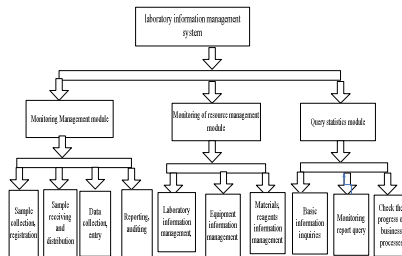 laboratory information management
system
Monitoring Management module
Monitoring of resource management
module
Query statistics module
Sample
collection,
registration
Sample
receiving
and
distribution
Data
collection,
entry
Reporting,
auditing
Laboratory
information
management
Equipment
information
management
Materials,
reagents
information
management
Basic
information
inquiries
Monitoring
report query
Check the
progress o
business
processes